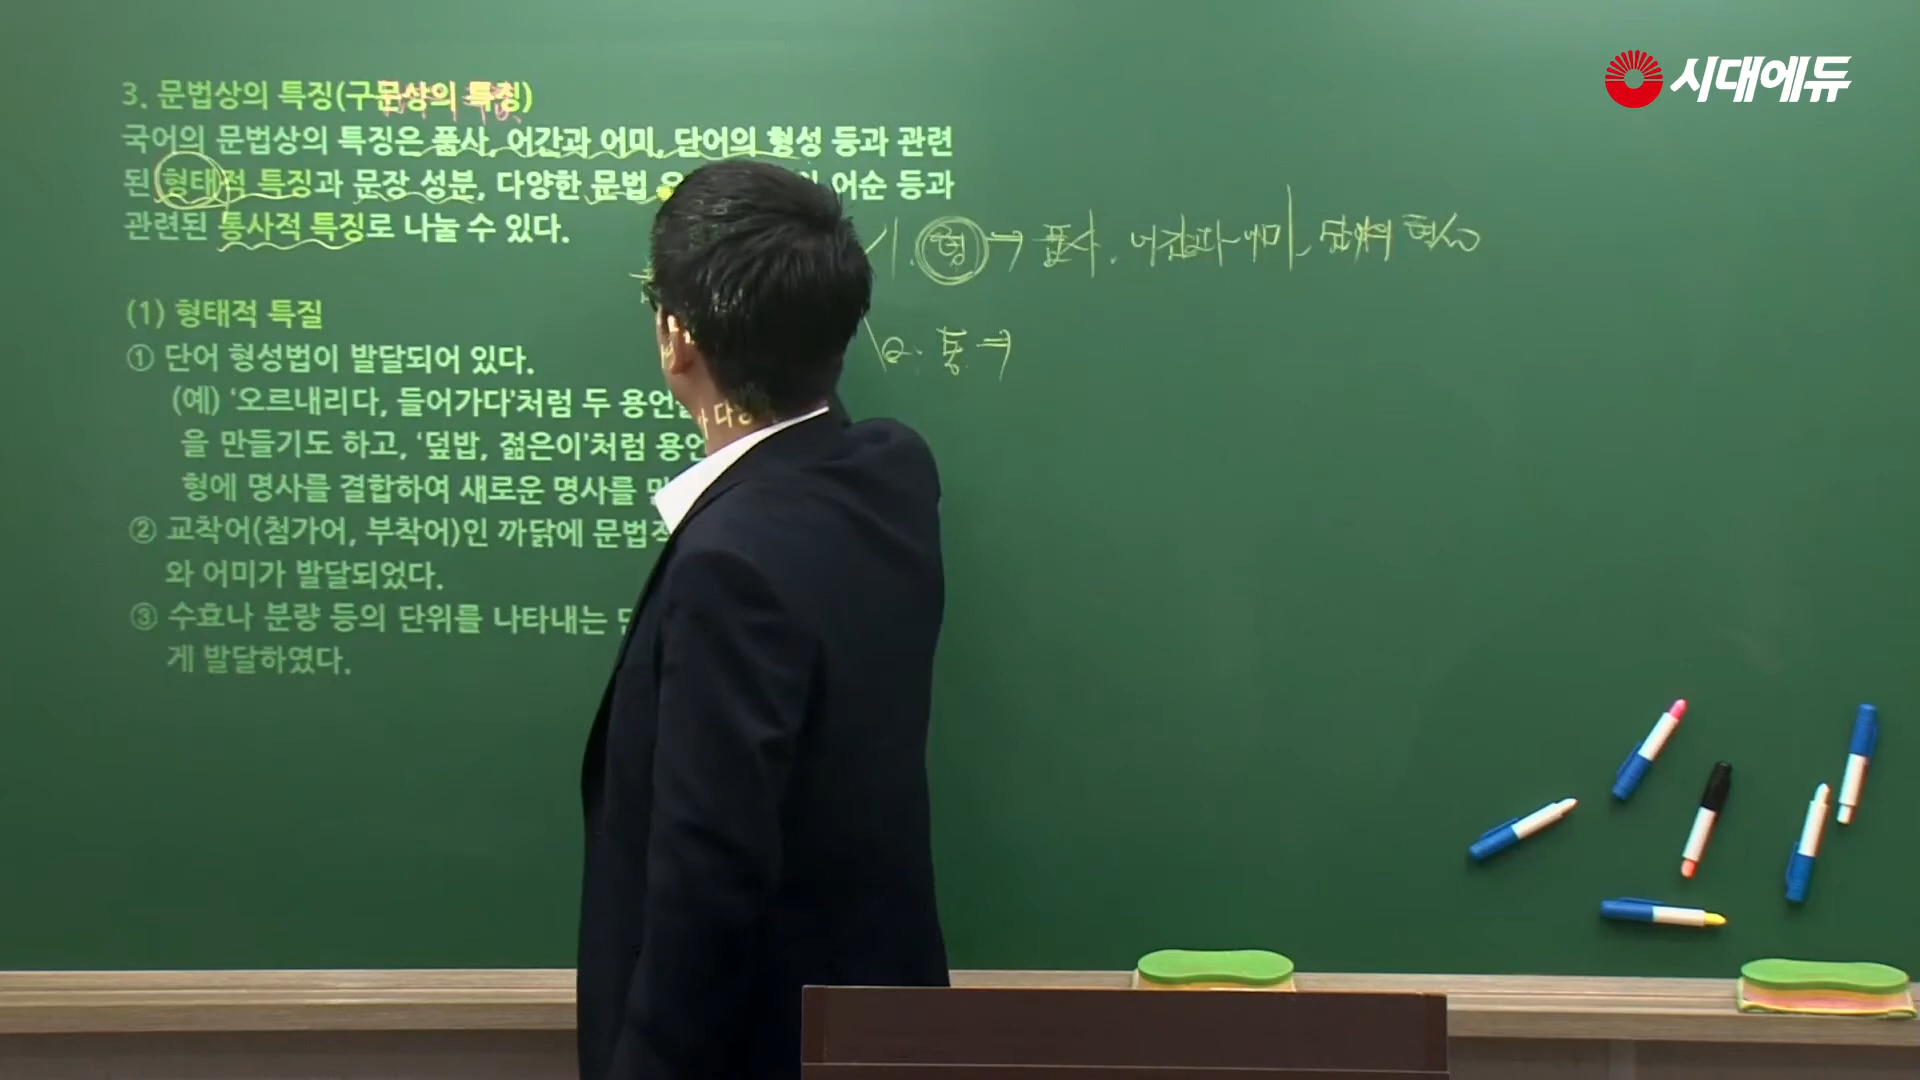 시대에듀
3. 문법상의 특징(구문상의 특징)
국어의 문법상의 특징은 품사, 어간과 어미, 단어의 형성 등과 관련
된 형태적 특징과 문장 성분, 다양한 문법 어순 등과
관련된 통사적 특징로 나눌 수 있다.
(1) 형태적 특질
① 단어 형성법이 발달되어 있다.
(예) ‘오르내리다, 들어가다’처럼 두 용언
을 만들기도 하고, ‘덮밥, 젊은이’처럼 용언
형에 명사를 결합하여 새로운 명사를
② 교착어(첨가어, 부착어)인 까닭에 문법적
와 어미가 발달되었다.
③ 수효나 분량 등의 단위를 나타내는
게 발달하였다.
1. 형 → 품사, 어간과 어미, 단어의 형성
2. 통 →